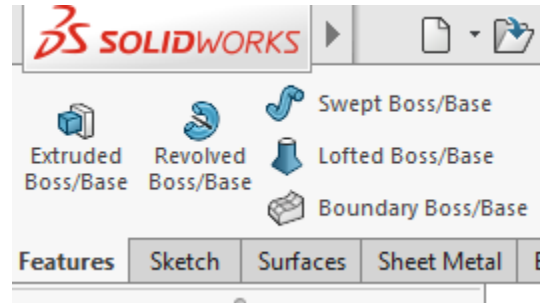 SOLIDWORKS
Extruded
Boss/Base
Revolved
Boss/Base
Swept Boss/Base
Lofted Boss/Base
Boundary Boss/Base
Features
Sketch
Surfaces
Sheet Metal